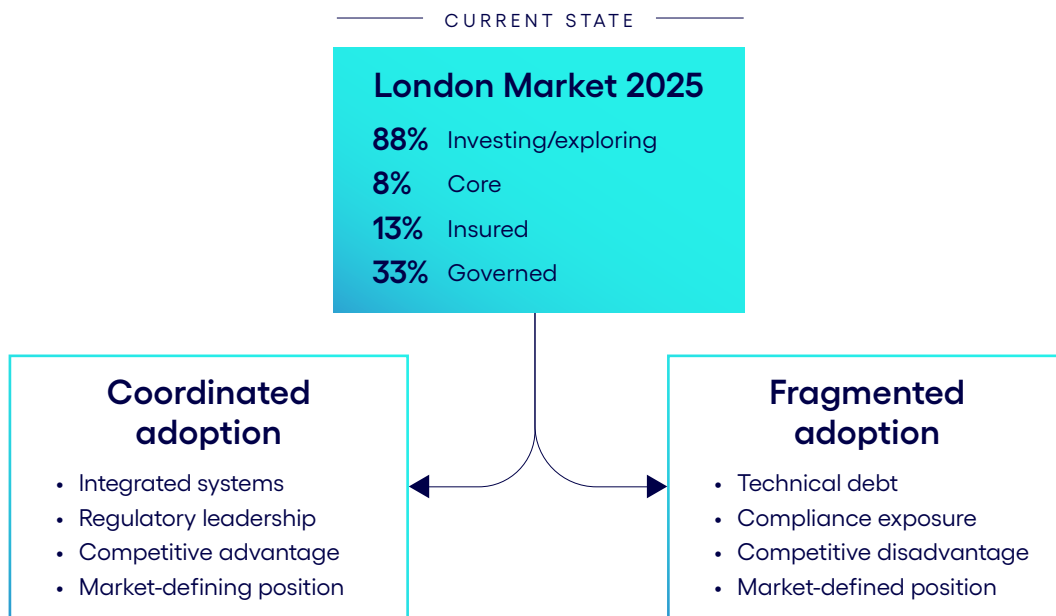 CURRENT STATE
London Market 2025
88% Investing/exploring
8% Core
13% Insured
33% Governed
Coordinated
adoption
• Integrated systems
• Regulatory leadership
• Competitive advantage
• Market-defining position
Fragmented
adoption
• Technical debt
• Compliance exposure
• Competitive disadvantage
• Market-defined position